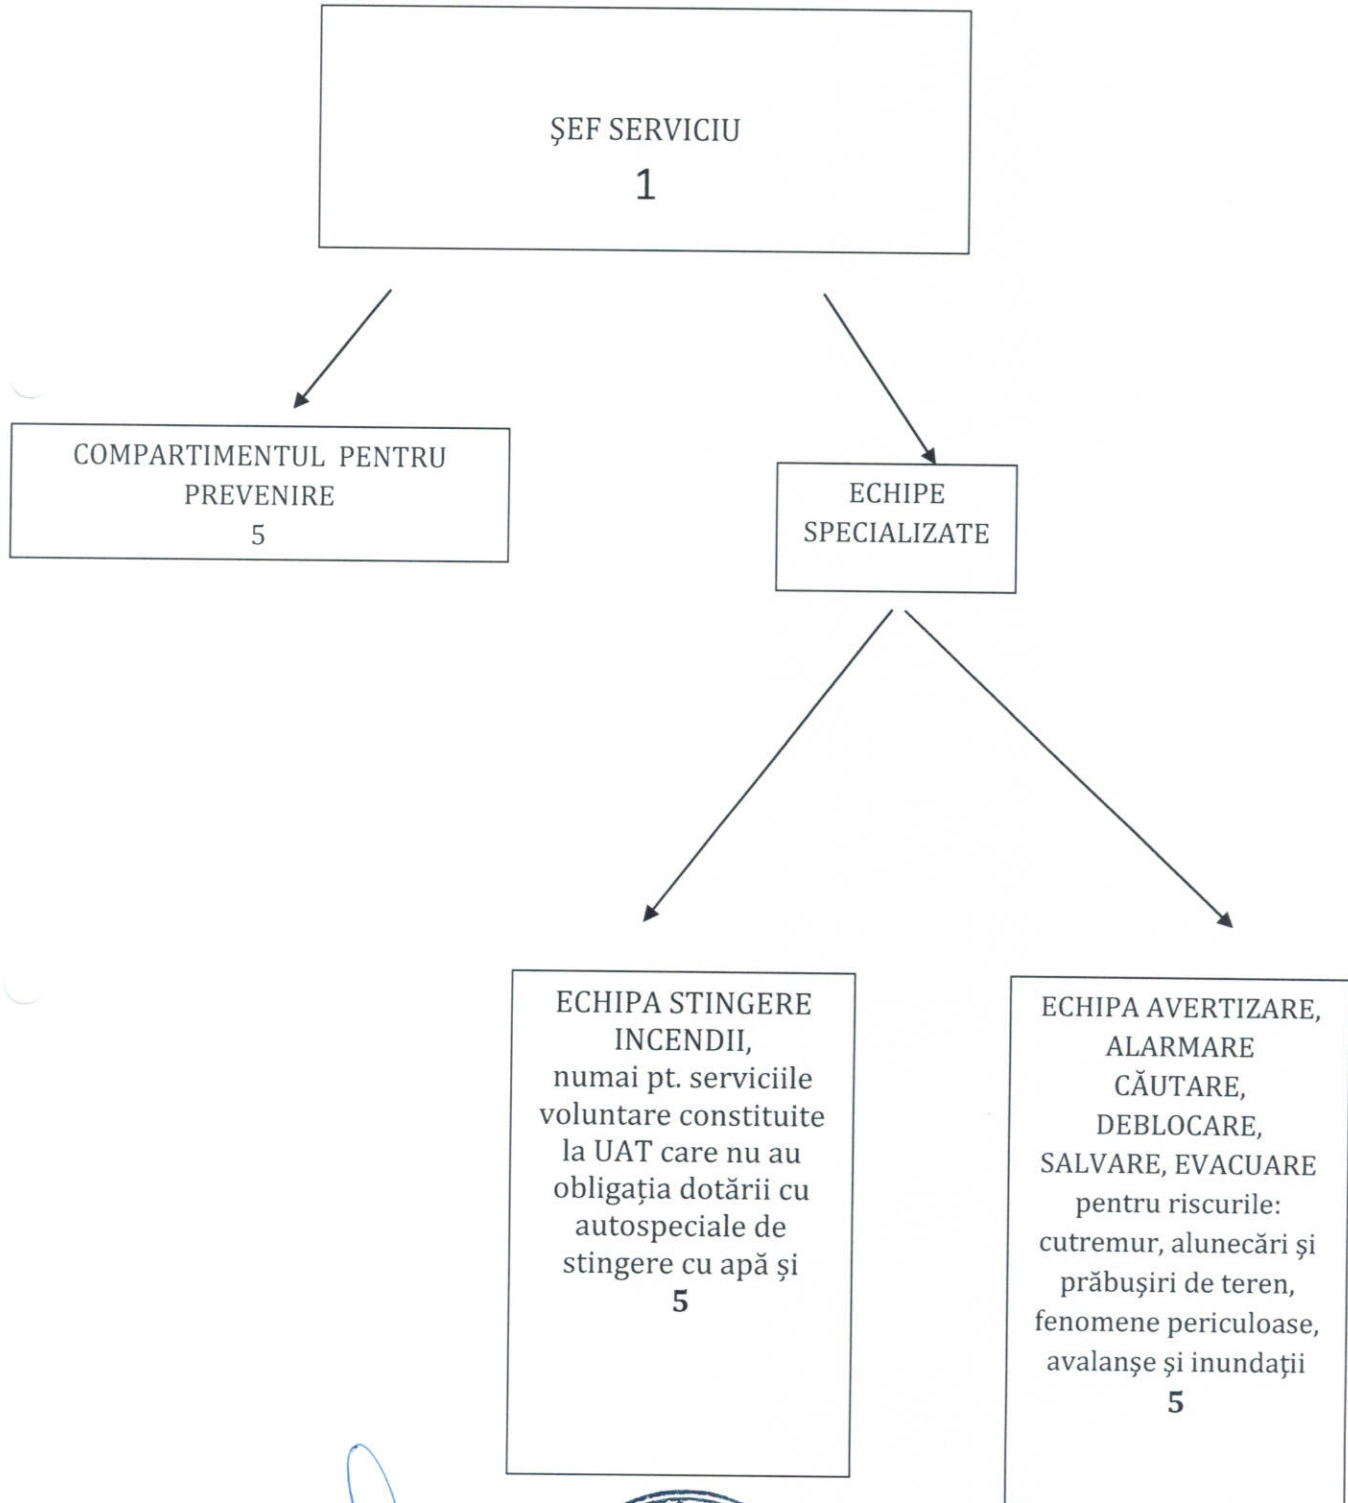 ŞEF SERVICIU
1
COMPARTIMENTUL PENTRU
PREVENIRE
5
ECHIPE
SPECIALIZATE
ECHIPA STINGERE
INCENDII,
numai pt. serviciile
voluntare constituite
la UAT care nu au
obligația dotării cu
autospeciale de
stingere cu apă și
5
ECHIPA AVERTIZARE,
ALARMARE
CĂUTARE,
DEBLOCARE,
SALVARE, EVACUARE
pentru riscurile:
cutremur, alunecări şi
prăbuşiri de teren,
fenomene periculoase,
avalanşe şi inundaţii
5